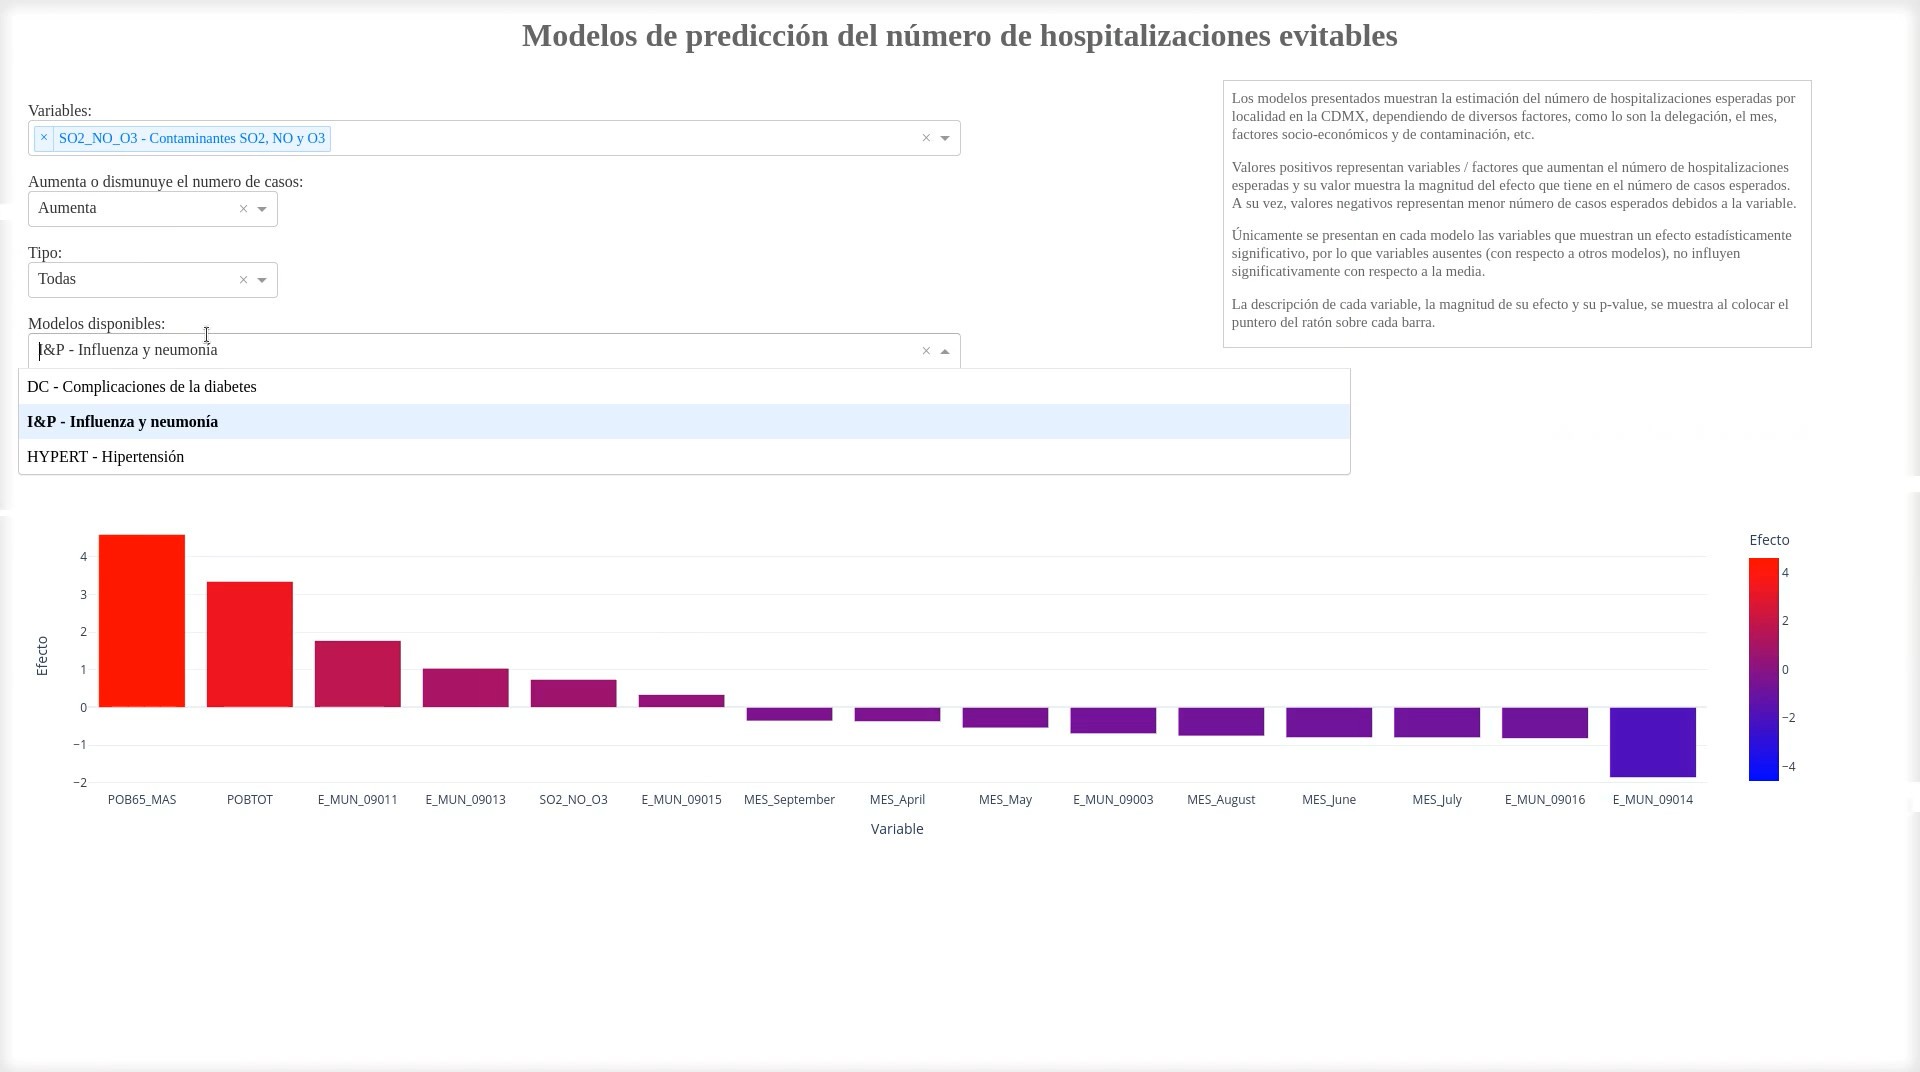 Modelos de predicción del número de hospitalizaciones evitables
Variables:
× SO2_NO_O3 - Contaminantes SO2, NO y O3 ×
Aumenta o dismunuye el numero de casos:
Aumenta ×
Tipo:
Todas ×
Modelos disponibles:
I&P - Influenza y neumonía ×
DC - Complicaciones de la diabetes
I&P - Influenza y neumonía
HYPERT - Hipertensión
Los modelos presentados muestran la estimación del número de hospitalizaciones esperadas por
localidad en la CDMX, dependiendo de diversos factores, como lo son la delegación, el mes,
factores socio-económicos y de contaminación, etc.
Valores positivos representan variables / factores que aumentan el número de hospitalizaciones
esperadas y su valor muestra la magnitud del efecto que tiene en el número de casos esperados.
A su vez, valores negativos representan menor número de casos esperados debidos a la variable.
Únicamente se presentan en cada modelo las variables que muestran un efecto estadísticamente
significativo, por lo que variables ausentes (con respecto a otros modelos), no influyen
significativamente con respecto a la media.
La descripción de cada variable, la magnitud de su efecto y su p-value, se muestra al colocar el
puntero del ratón sobre cada barra.
Efecto
4
3
2
1
0
−1
−2
POB65_MAS POBTOT E_MUN_09011 E_MUN_09013 SO2_NO_O3 E_MUN_09015 MES_September MES_April MES_May E_MUN_09003 MES_August MES_June MES_July E_MUN_09016 E_MUN_09014
Variable
Efecto
4
2
0
−2
−4